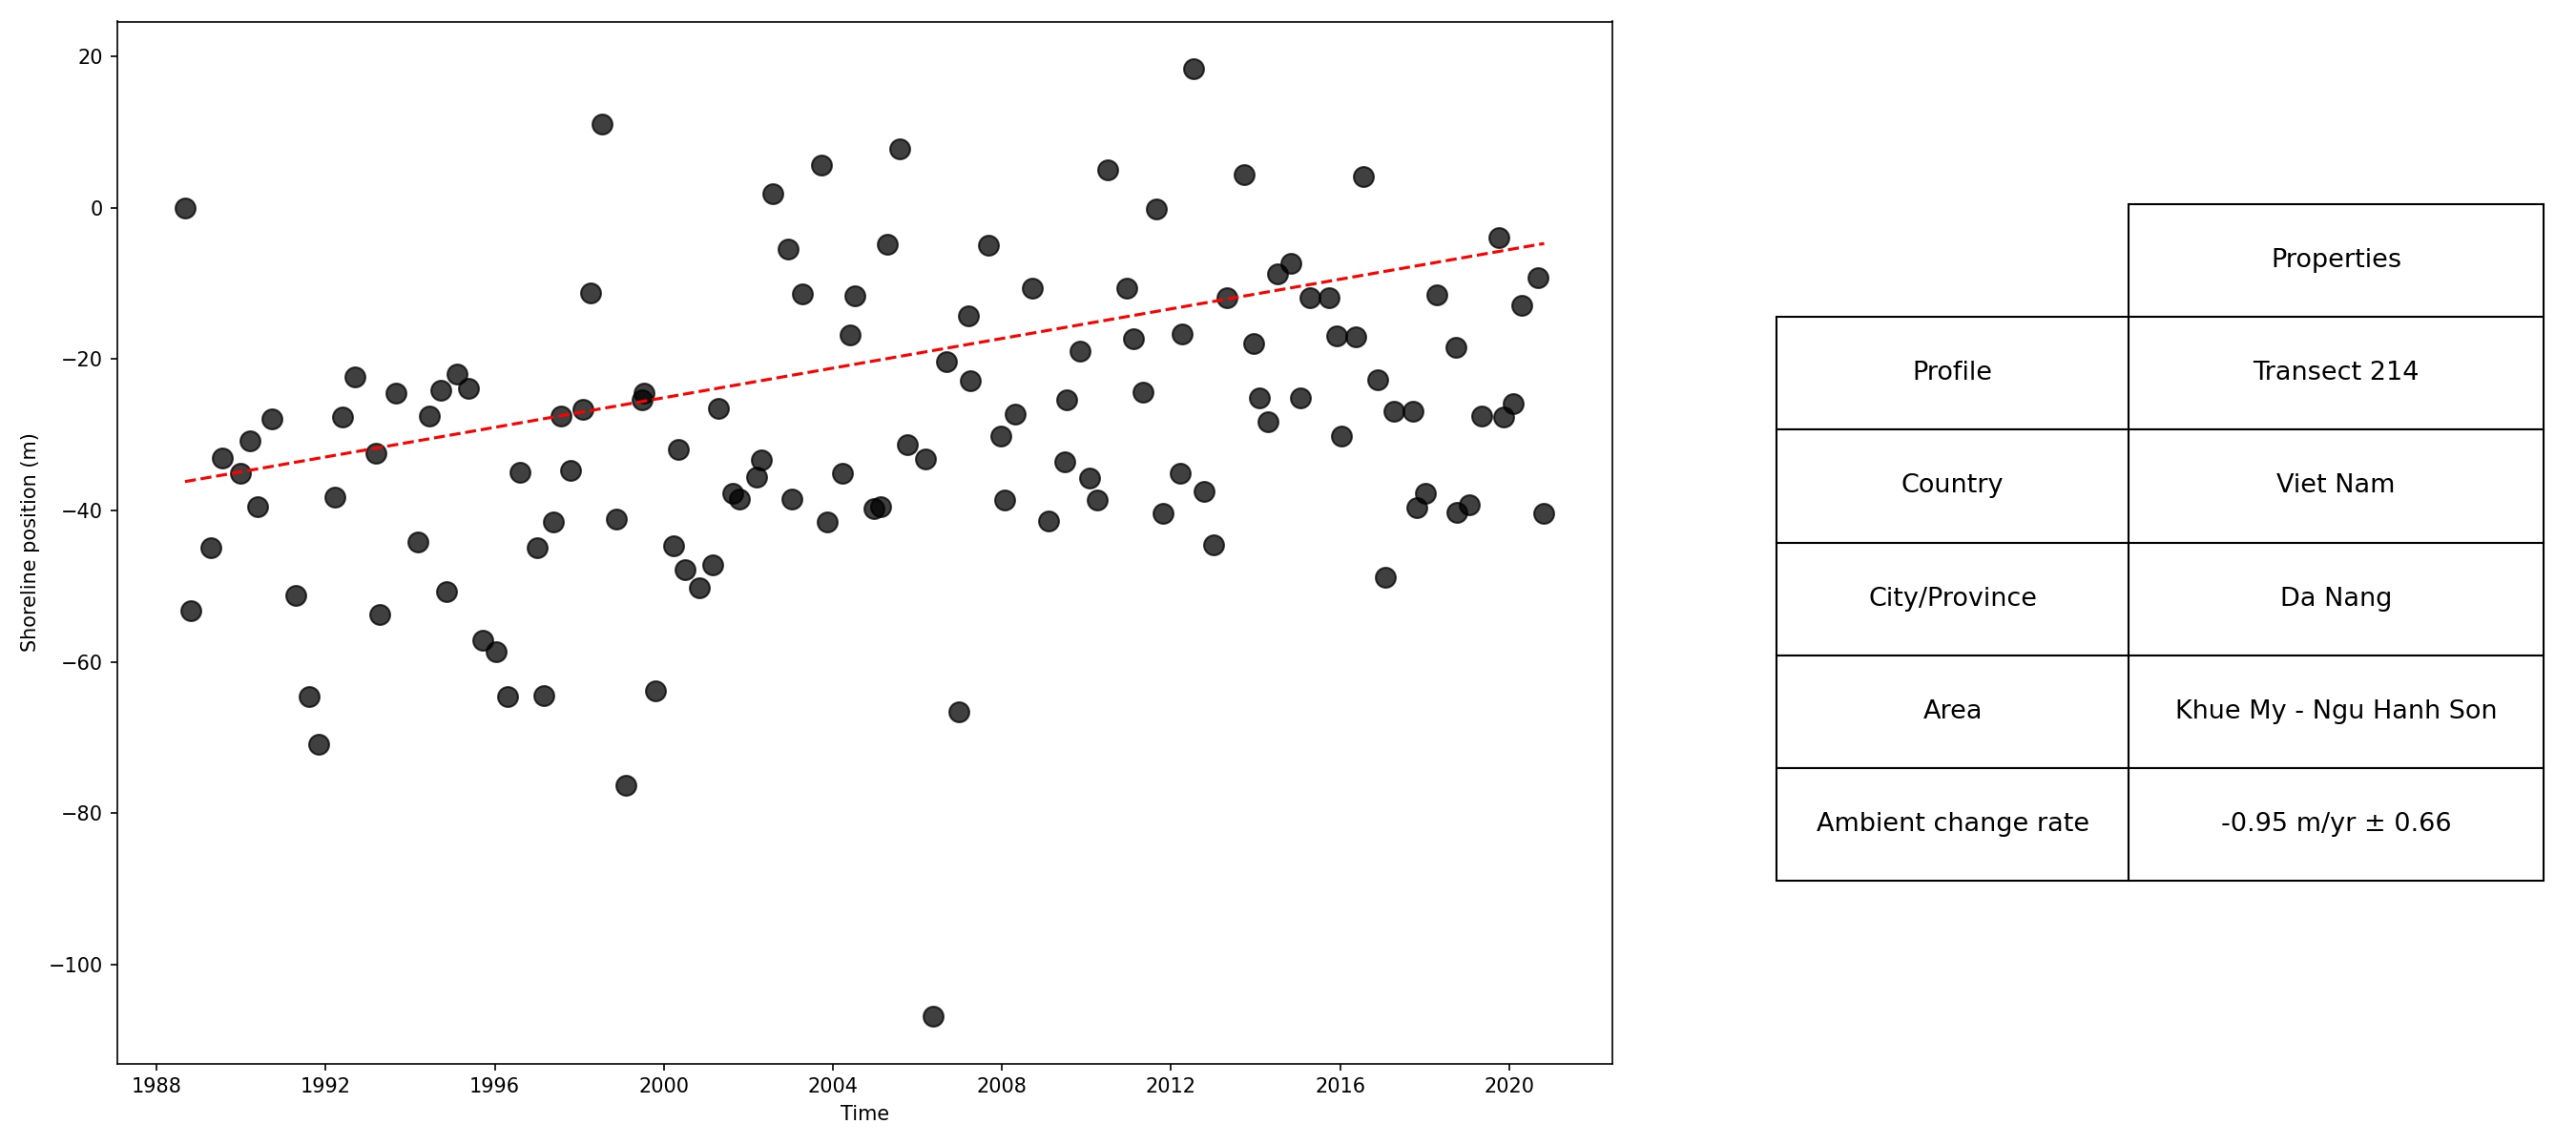 20
0
−20
−40
−60
−80
−100
Shoreline position (m)
1988 1992 1996 2000 2004 2008 2012 2016 2020
Time
Properties
Profile Transect 214
Country Viet Nam
City/Province Da Nang
Area Khue My - Ngu Hanh Son
Ambient change rate -0.95 m/yr ± 0.66